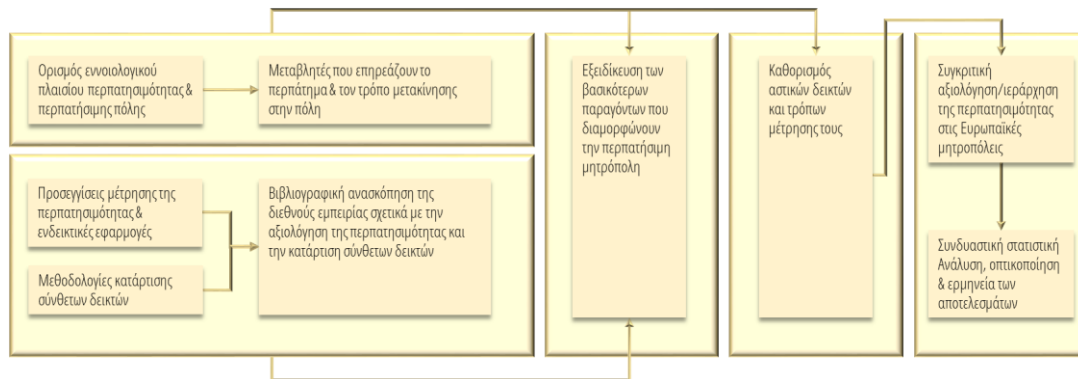 Ορισμός εννοιολογικού
πλαισίου περπατησιμότητας &
περπατήσιμης πόλης
Μεταβλητές που επηρεάζουν το
περπάτημα & τον τρόπο μετακίνησης
στην πόλη
Προσεγγίσεις μέτρησης της
περπατησιμότητας &
ενδεικτικές εφαρμογές
Μεθοδολογίες κατάρτισης
σύνθετων δεικτών
Βιβλιογραφική ανασκόπηση της
διεθνούς εμπειρίας σχετικά με την
αξιολόγηση της περπατησιμότητας και
την κατάρτιση σύνθετων δεικτών
Εξειδίκευση των
βασικότερων
παραγόντων που
διαμορφώνουν
την περπατήσιμη
μητρόπολη
Καθορισμός
αστικών δεικτών
και τρόπων
μέτρησης τους
Συγκριτική
αξιολόγηση/ιεράρχηση
της περπατησιμότητας
στις Ευρωπαϊκές
μητροπόλεις
Συνδυαστική στατιστική
Ανάλυση, οπτικοποίηση
& ερμηνεία των
αποτελεσμάτων